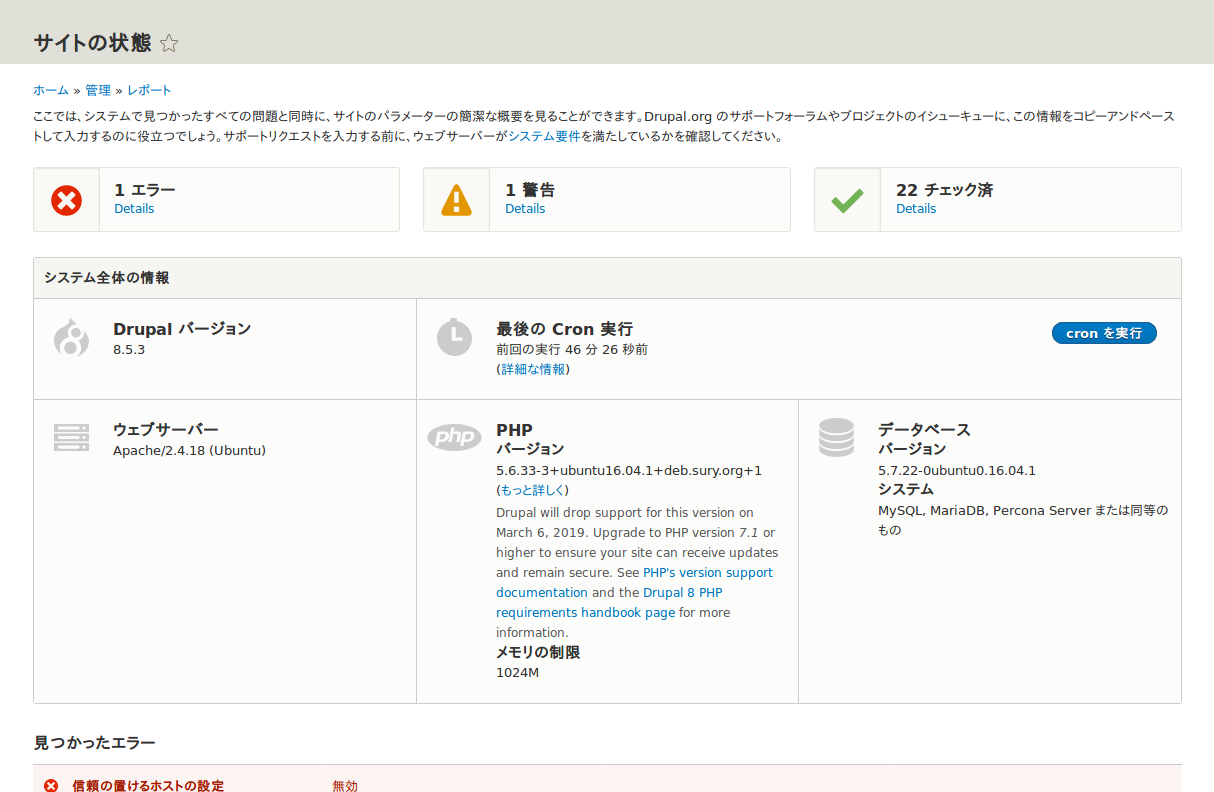 サイトの状態
ホーム » 管理 » レポート
ここでは、システムで見つかったすべての問題と同時に、サイトのパラメーターの簡潔な概要を見ることができます。Drupal.org のサポートフォーラムやプロジェクトのイシューキューに、この情報をコピーアンドペース
トして入力するのに役立つでしょう。サポートリクエストを入力する前に、ウェブサーバーがシステム要件を満たしているかを確認してください。
1 エラー
Details
1 警告
Details
22 チェック済
Details
システム全体の情報
Drupal バージョン
8.5.3
最後の Cron 実行
前回の実行 46 分 26 秒前
(詳細な情報)
cron を実行
ウェブサーバー
Apache/2.4.18 (Ubuntu)
php
PHP
バージョン
5.6.33-3+ubuntu16.04.1+deb.sury.org+1
(もっと詳しく)
Drupal will drop support for this version on
March 6, 2019. Upgrade to PHP version 7.1 or
higher to ensure your site can receive updates
and remain secure. See PHP's version support
documentation and the Drupal 8 PHP
requirements handbook page for more
information.
メモリの制限
1024M
データベース
バージョン
5.7.22-0ubuntu0.16.04.1
システム
MySQL, MariaDB, Percona Server または同等の
もの
見つかったエラー
信頼の置けるホストの設定
無効